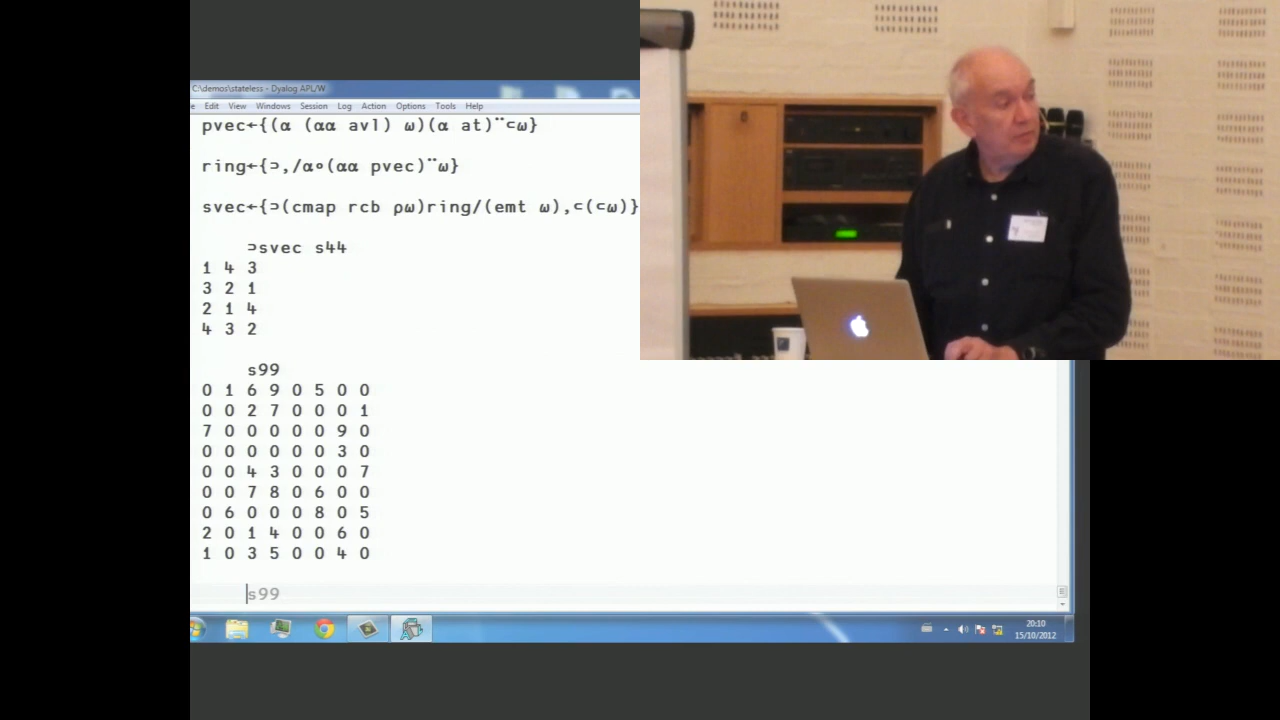 C:\demos\stateless - Dyalog APL/W
Edit View Windows Session Log Action Options Tools Help
pvec←{(⍺ (⍺⍺ avl) ⍵)(⍺ at)¨⊂⍵}
ring←{⊃,/⍺∘(⍺⍺ pvec)¨⍵}
svec←{⊃(cmap rcb ⍴⍵)ring/(emt ⍵),⊂(⊂⍵)}
⊃svec s44
1 4 3
3 2 1
2 1 4
4 3 2
s99
0 1 6 9 0 5 0 0
0 0 2 7 0 0 0 1
7 0 0 0 0 0 9 0
0 0 0 0 0 0 3 0
0 0 4 3 0 0 0 7
0 0 7 8 0 6 0 0
0 6 0 0 0 8 0 5
2 0 1 4 0 0 6 0
1 0 3 5 0 0 4 0
s99
20:10
15/10/2012